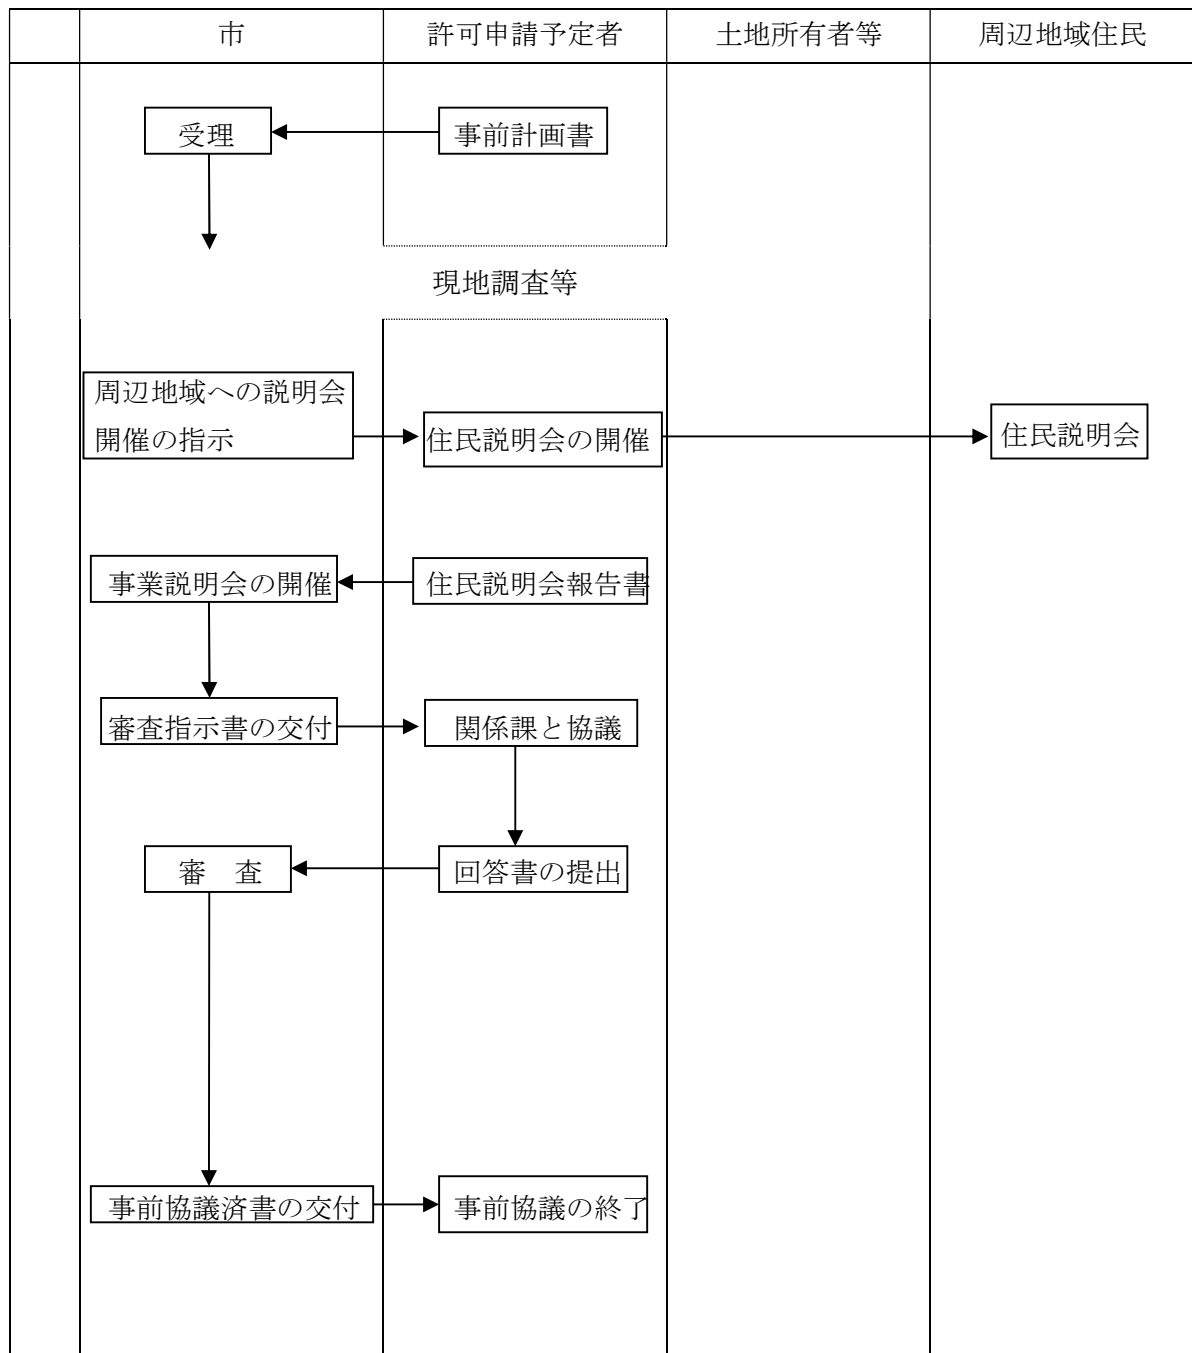 市
許可申請予定者
土地所有者等
周辺地域住民
受理
事前計画書
現地調査等
周辺地域への説明会
開催の指示
住民説明会の開催
住民説明会
事業説明会の開催
住民説明会報告書
審査指示書の交付
関係課と協議
審　査
回答書の提出
事前協議済書の交付
事前協議の終了